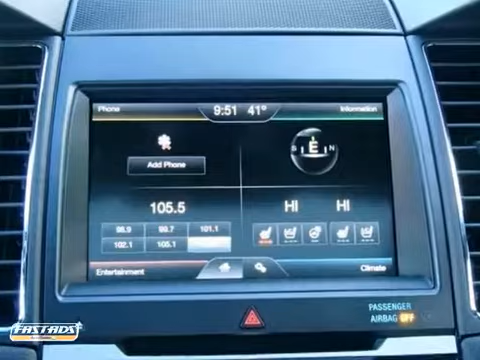 Phone 9:51 41° Information
Add Phone
S E N
105.5 HI HI
98.9 93.7 101.1
102.1 105.1
Entertainment Climate
PASSENGER
AIRBAG OFF
FASTADS